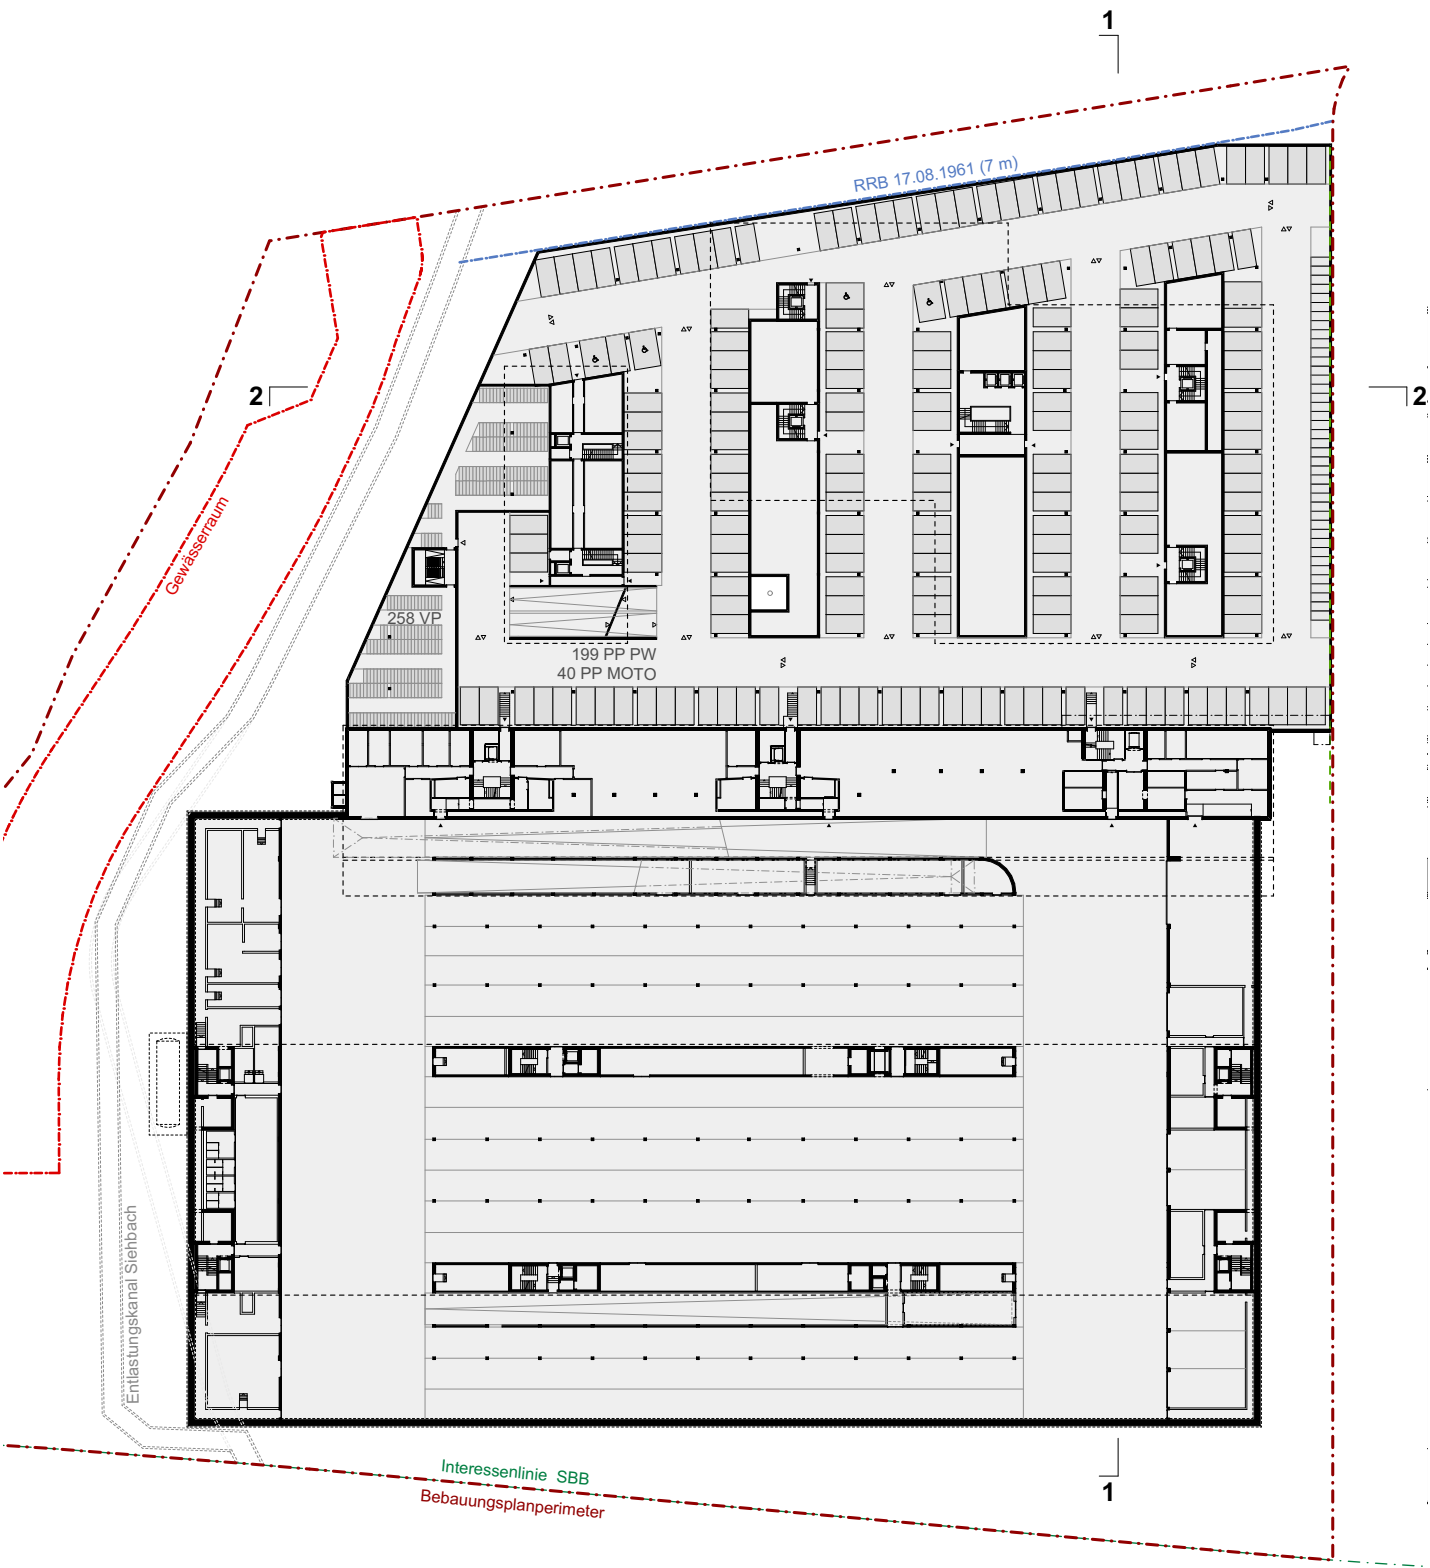 1
RRB 17.08.1961 (7 m)
2
2
Gewässerraum
258 VP
199 PP PW
40 PP MOTO
Entlastungskanal Siehbach
Interessenlinie SBB
Bebauungsplanperimeter
1